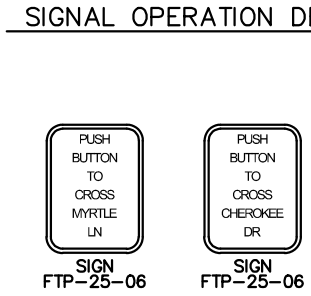 SIGNAL OPERATION D
PUSH
BUTTON
TO
CROSS
MYRTLE
LN
SIGN
FTP-25-06
PUSH
BUTTON
TO
CROSS
CHEROKEE
DR
SIGN
FTP-25-06